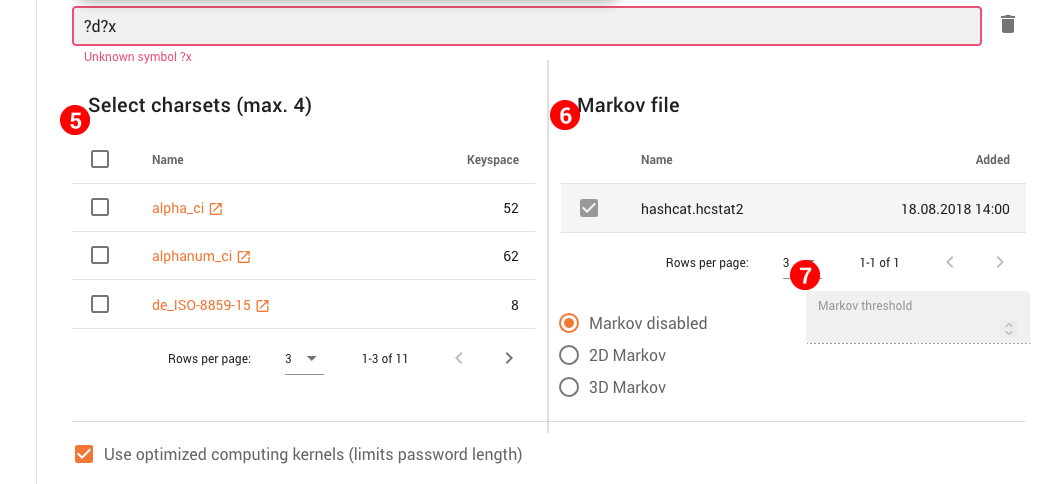 ?d?x
Unknown symbol ?x
5 Select charsets (max. 4)
Name Keyspace
alpha_ci 52
alphanum_ci 62
de_ISO-8859-15 8
Rows per page: 3 1-3 of 11
6 Markov file
Name Added
hashcat.hcstat2 18.08.2018 14:00
Rows per page: 3 1-1 of 1
7
Markov threshold
Markov disabled
2D Markov
3D Markov
Use optimized computing kernels (limits password length)